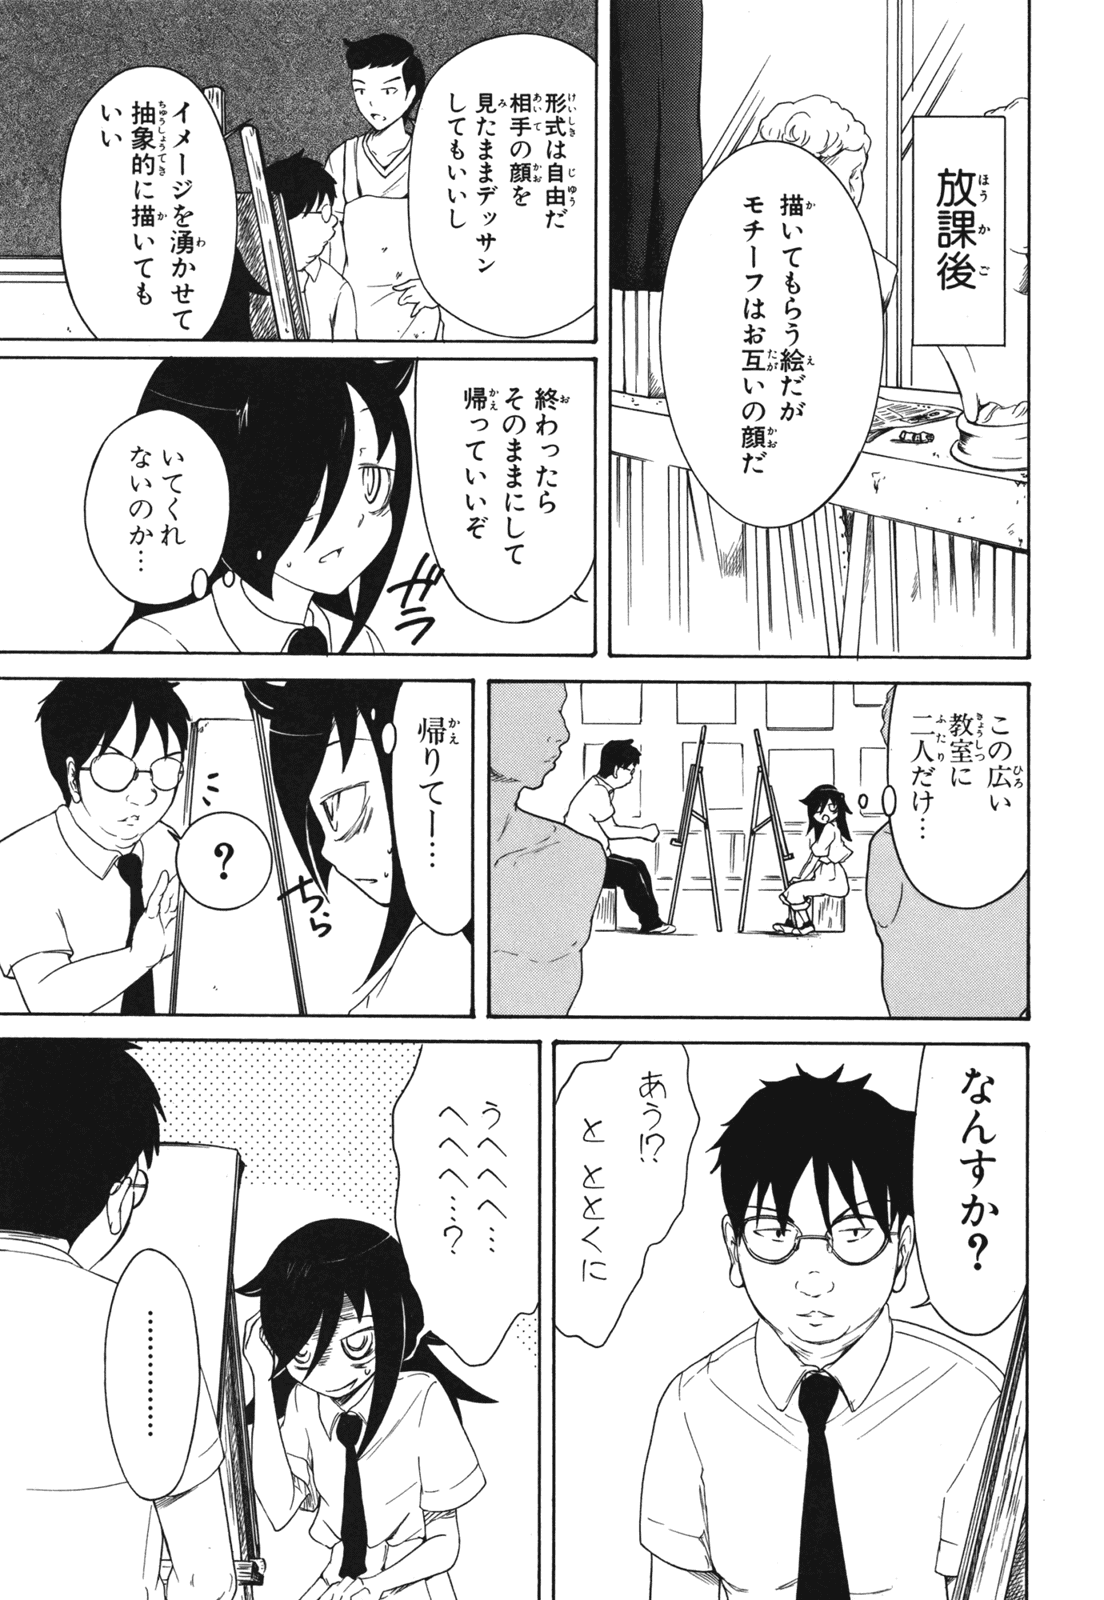 放課後
描いてもらう絵だが
モチーフはお互いの顔だ
形式は自由だ
相手の顔を
見たままデッサン
してもいいし
イメージを湧かせて
抽象的に描いても
いい
終わったら
そのままにして
帰っていいぞ
ガラ
いてくれ
ないのか…
この広い
教室に
二人だけ…
帰りてー…
ちら
？
なんすか？
あう!?
と とととくに
うへへへ…
へへへ…？
…………